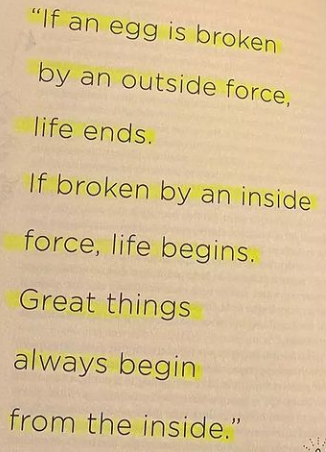 “If an egg is broken
by an outside force,
life ends.
If broken by an inside
force, life begins.
Great things
always begin
from the inside.”